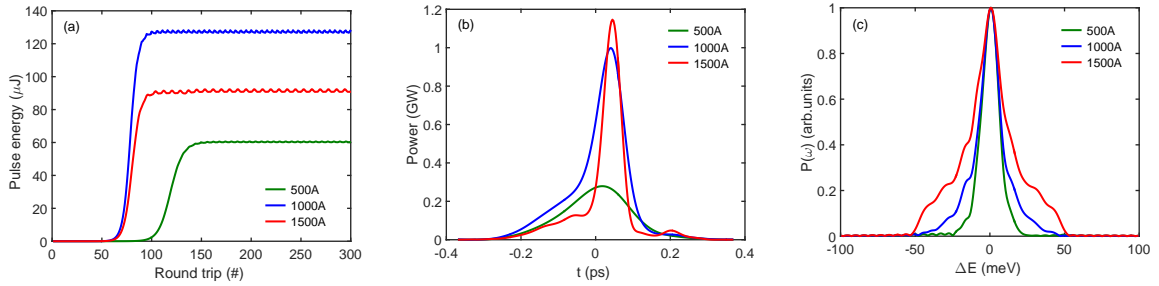 (a)
Pulse energy (μJ)
140
120
100
80
60
40
20
0
0 50 100 150 200 250 300
Round trip (#)
500A
1000A
1500A
(b)
Power (GW)
1.2
1
0.8
0.6
0.4
0.2
0
-0.4 -0.2 0 0.2 0.4
t (ps)
500A
1000A
1500A
(c)
P(ω) (arb.units)
1
0.8
0.6
0.4
0.2
0
-100 -50 0 50 100
ΔE (meV)
500A
1000A
1500A